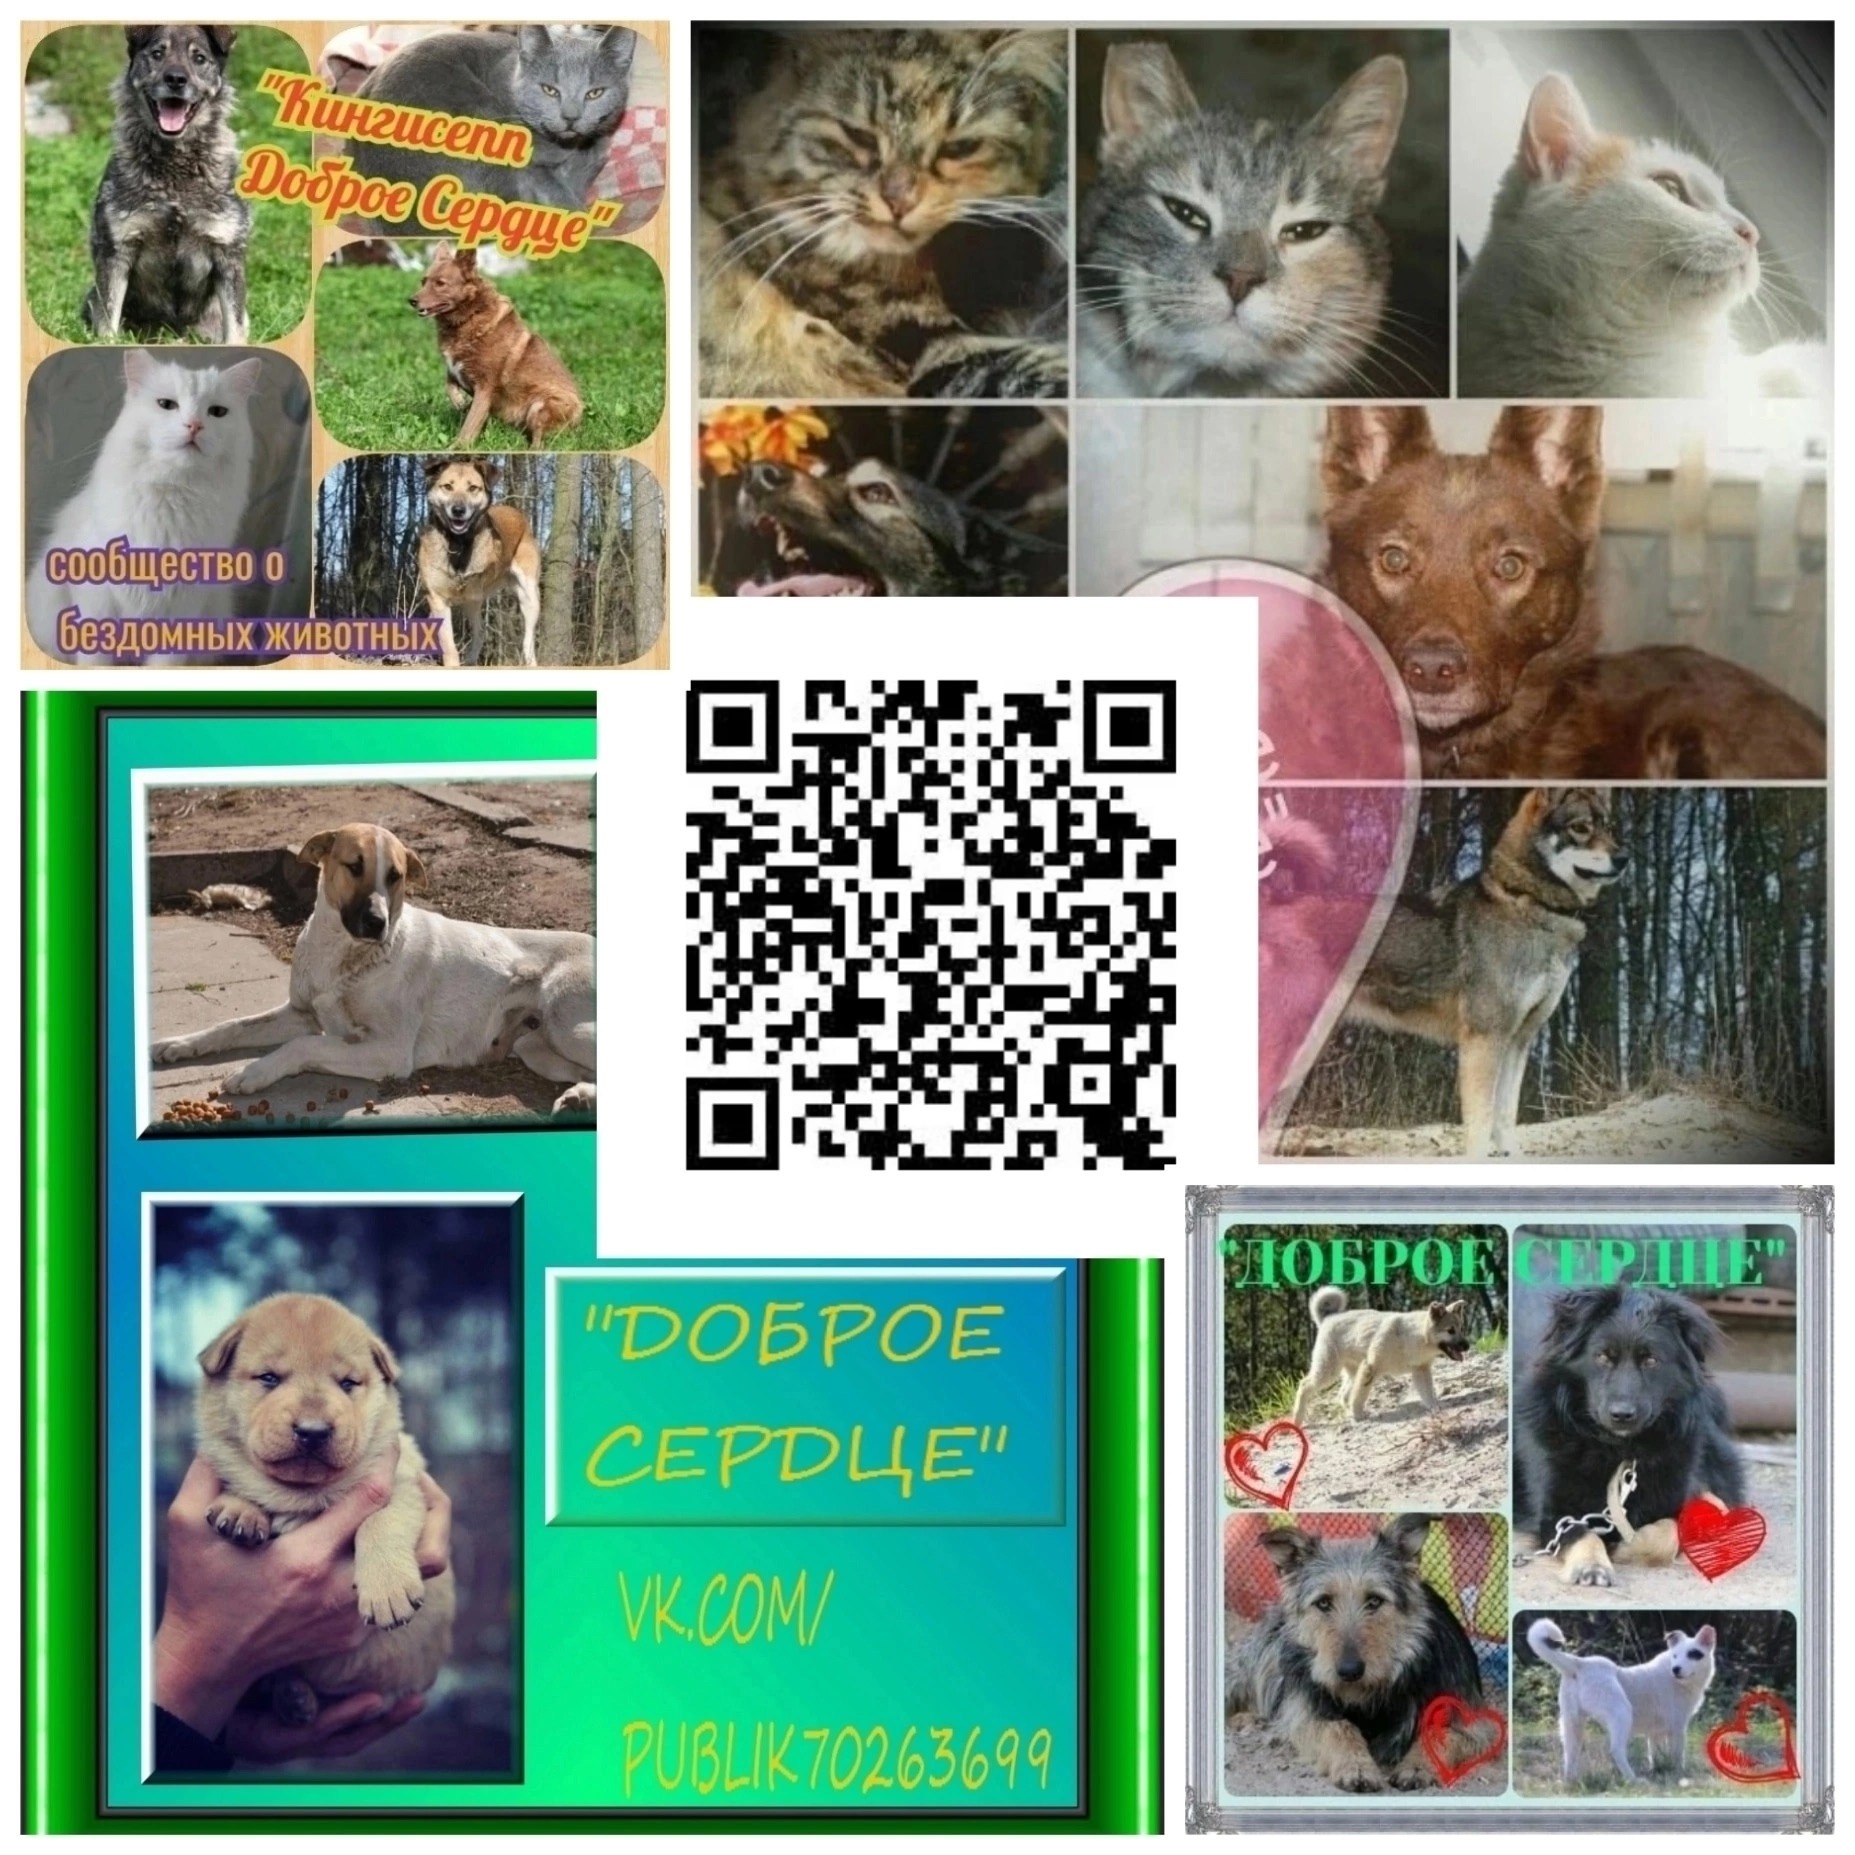 "Кингисепп
Доброе Сердце"
сообщество о
бездомных животных
"ДОБРОЕ
СЕРДЦЕ"
VK.COM/
PUBLIK70263699
"ДОБРОЕ СЕРДЦЕ"